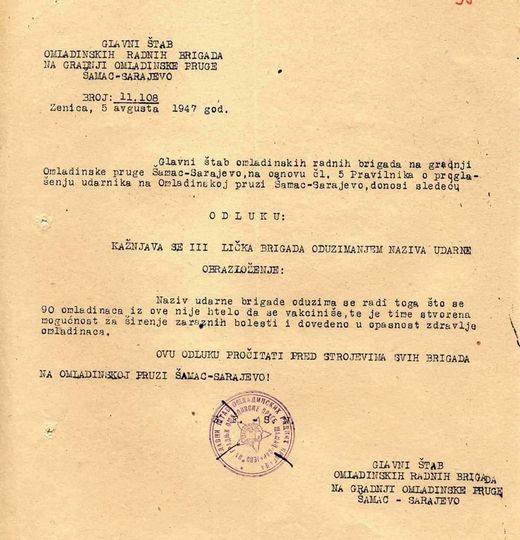 GLAVNI ŠTAB
OMLADINSKIH RADNIH BRIGADA
NA GRADNJI OMLADINSKE PRUGE
ŠAMAC-SARAJEVO
BROJ: 11.108
Zenica, 5 avgusta 1947 god.
Glavni štab omladinskih radnih brigada na gradnji
Omladinske pruge Šamac-Sarajevo, na osnovu čl. 5 Pravilnika o progla-
šenju udarnika na Omladinskoj pruzi Šamac-Sarajevo, donosi sledeću
O D L U K U :
KAŽNJAVA SE III LIČKA BRIGADA ODUZIMANJEM NAZIVA UDARNE
OBRAZLOŽENJE:
Naziv udarne brigade oduzima se radi toga što se
90 omladinaca iz ove nije htelo da se vakciniše, te je time stvorena
mogućnost za širenje zaraznih bolesti i dovedeno u opasnost zdravlje
omladinaca.
OVU ODLUKU PROČITATI PRED STROJEVIMA SVIH BRIGADA
NA OMLADINSKOJ PRUZI ŠAMAC-SARAJEVO!
GLAVNI ŠTAB
OMLADINSKIH RADNIH BRIGADA
NA GRADNJI OMLADINSKE PRUGE
ŠAMAC - SARAJEVO